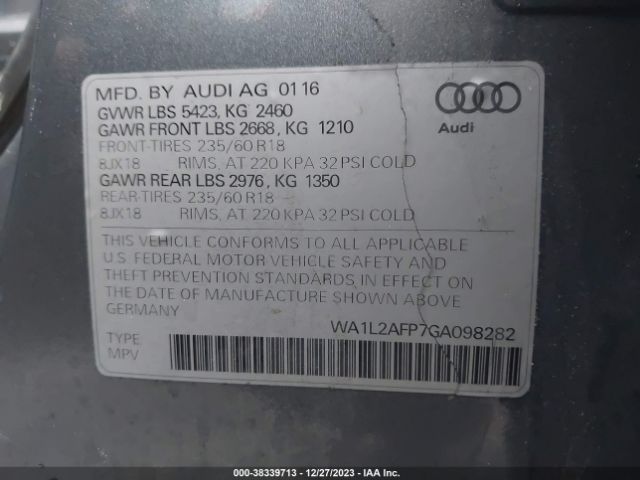 MFD. BY AUDI AG 01 16
GVWR LBS 5423, KG 2460
GAWR FRONT LBS 2668, KG 1210
FRONT-TIRES 235/60 R18
8JX18 RIMS, AT 220 KPA 32 PSI COLD
GAWR REAR LBS 2976, KG 1350
REAR-TIRES 235/60 R18
8JX18 RIMS, AT 220 KPA 32 PSI COLD
Audi
THIS VEHICLE CONFORMS TO ALL APPLICABLE
U.S. FEDERAL MOTOR VEHICLE SAFETY AND
THEFT PREVENTION STANDARDS IN EFFECT ON
THE DATE OF MANUFACTURE SHOWN ABOVE
GERMANY
WA1L2AFP7GA098282
TYPE:
MPV
000-38339713 - 12/27/2023 - IAA Inc.